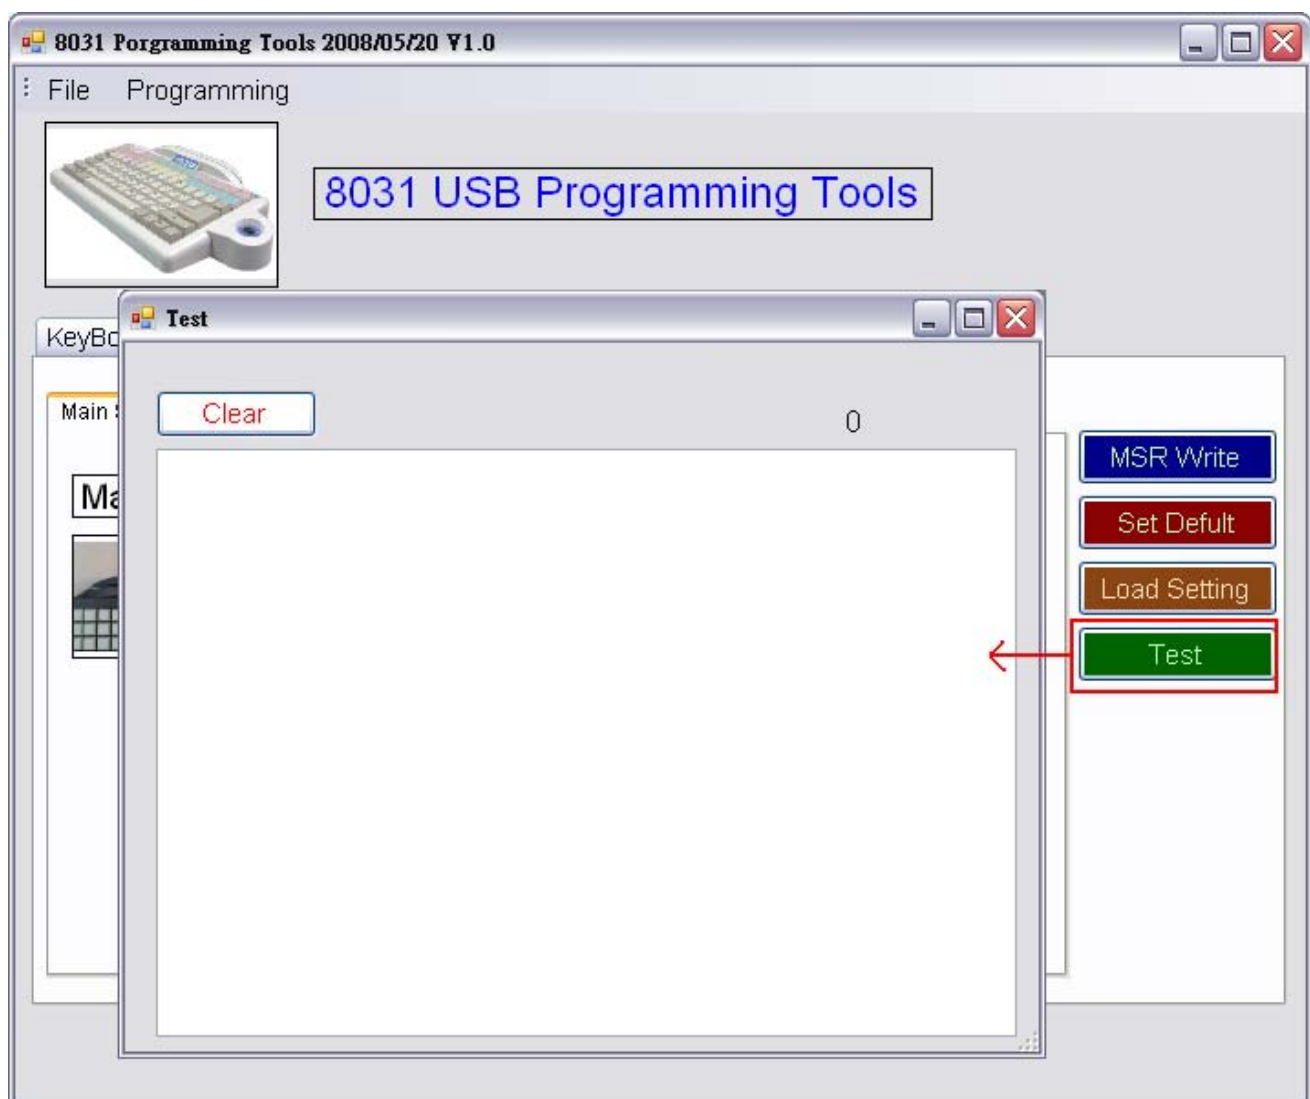 8031 Porgramming Tools 2008/05/20 V1.0
File Programming
8031 USB Programming Tools
Test
KeyBo
Clear
0
Main
Ma
MSR Write
Set Defult
Load Setting
Test